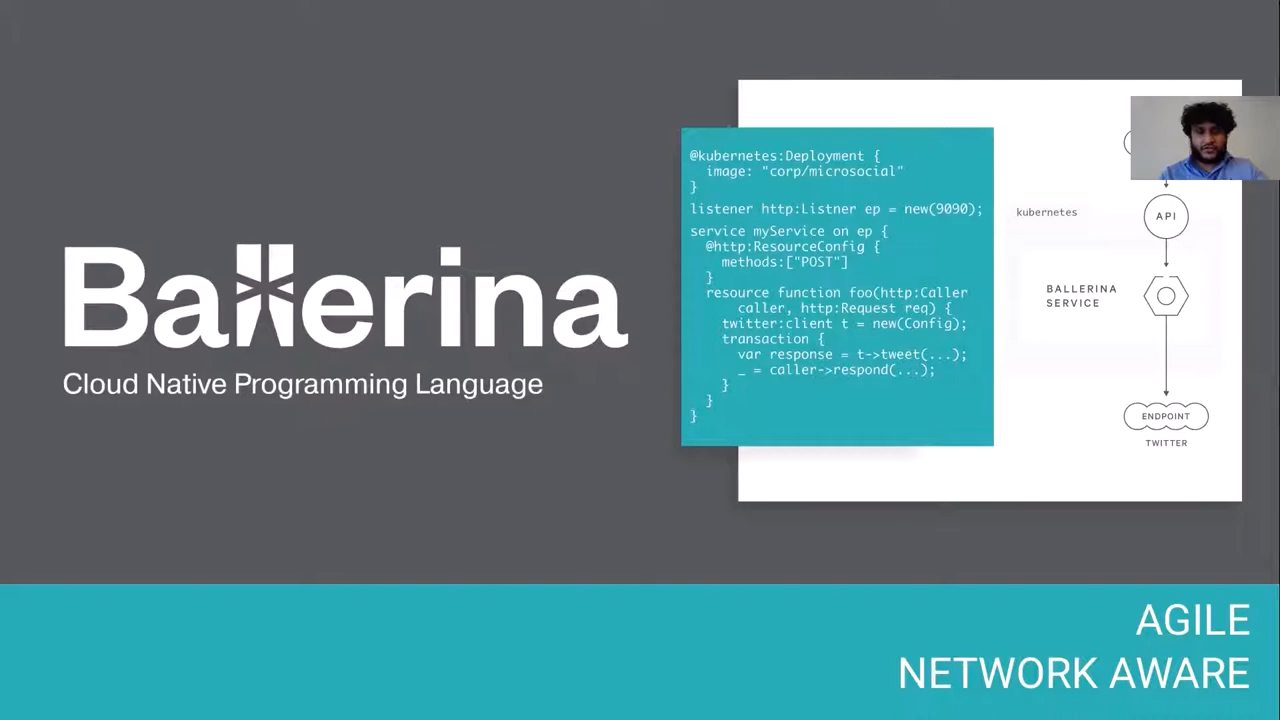 Ballerina
Cloud Native Programming Language
@kubernetes:Deployment {
image: "corp/microsocial"
}
listener http:Listner ep = new(9090);
service myService on ep {
@http:ResourceConfig {
methods:["POST"]
}
resource function foo(http:Caller
caller, http:Request req) {
twitter:client t = new(Config);
transaction {
var response = t->tweet(...);
_ = caller->respond(...);
}
}
}
kubernetes
API
BALLERINA
SERVICE
ENDPOINT
TWITTER
AGILE
NETWORK AWARE